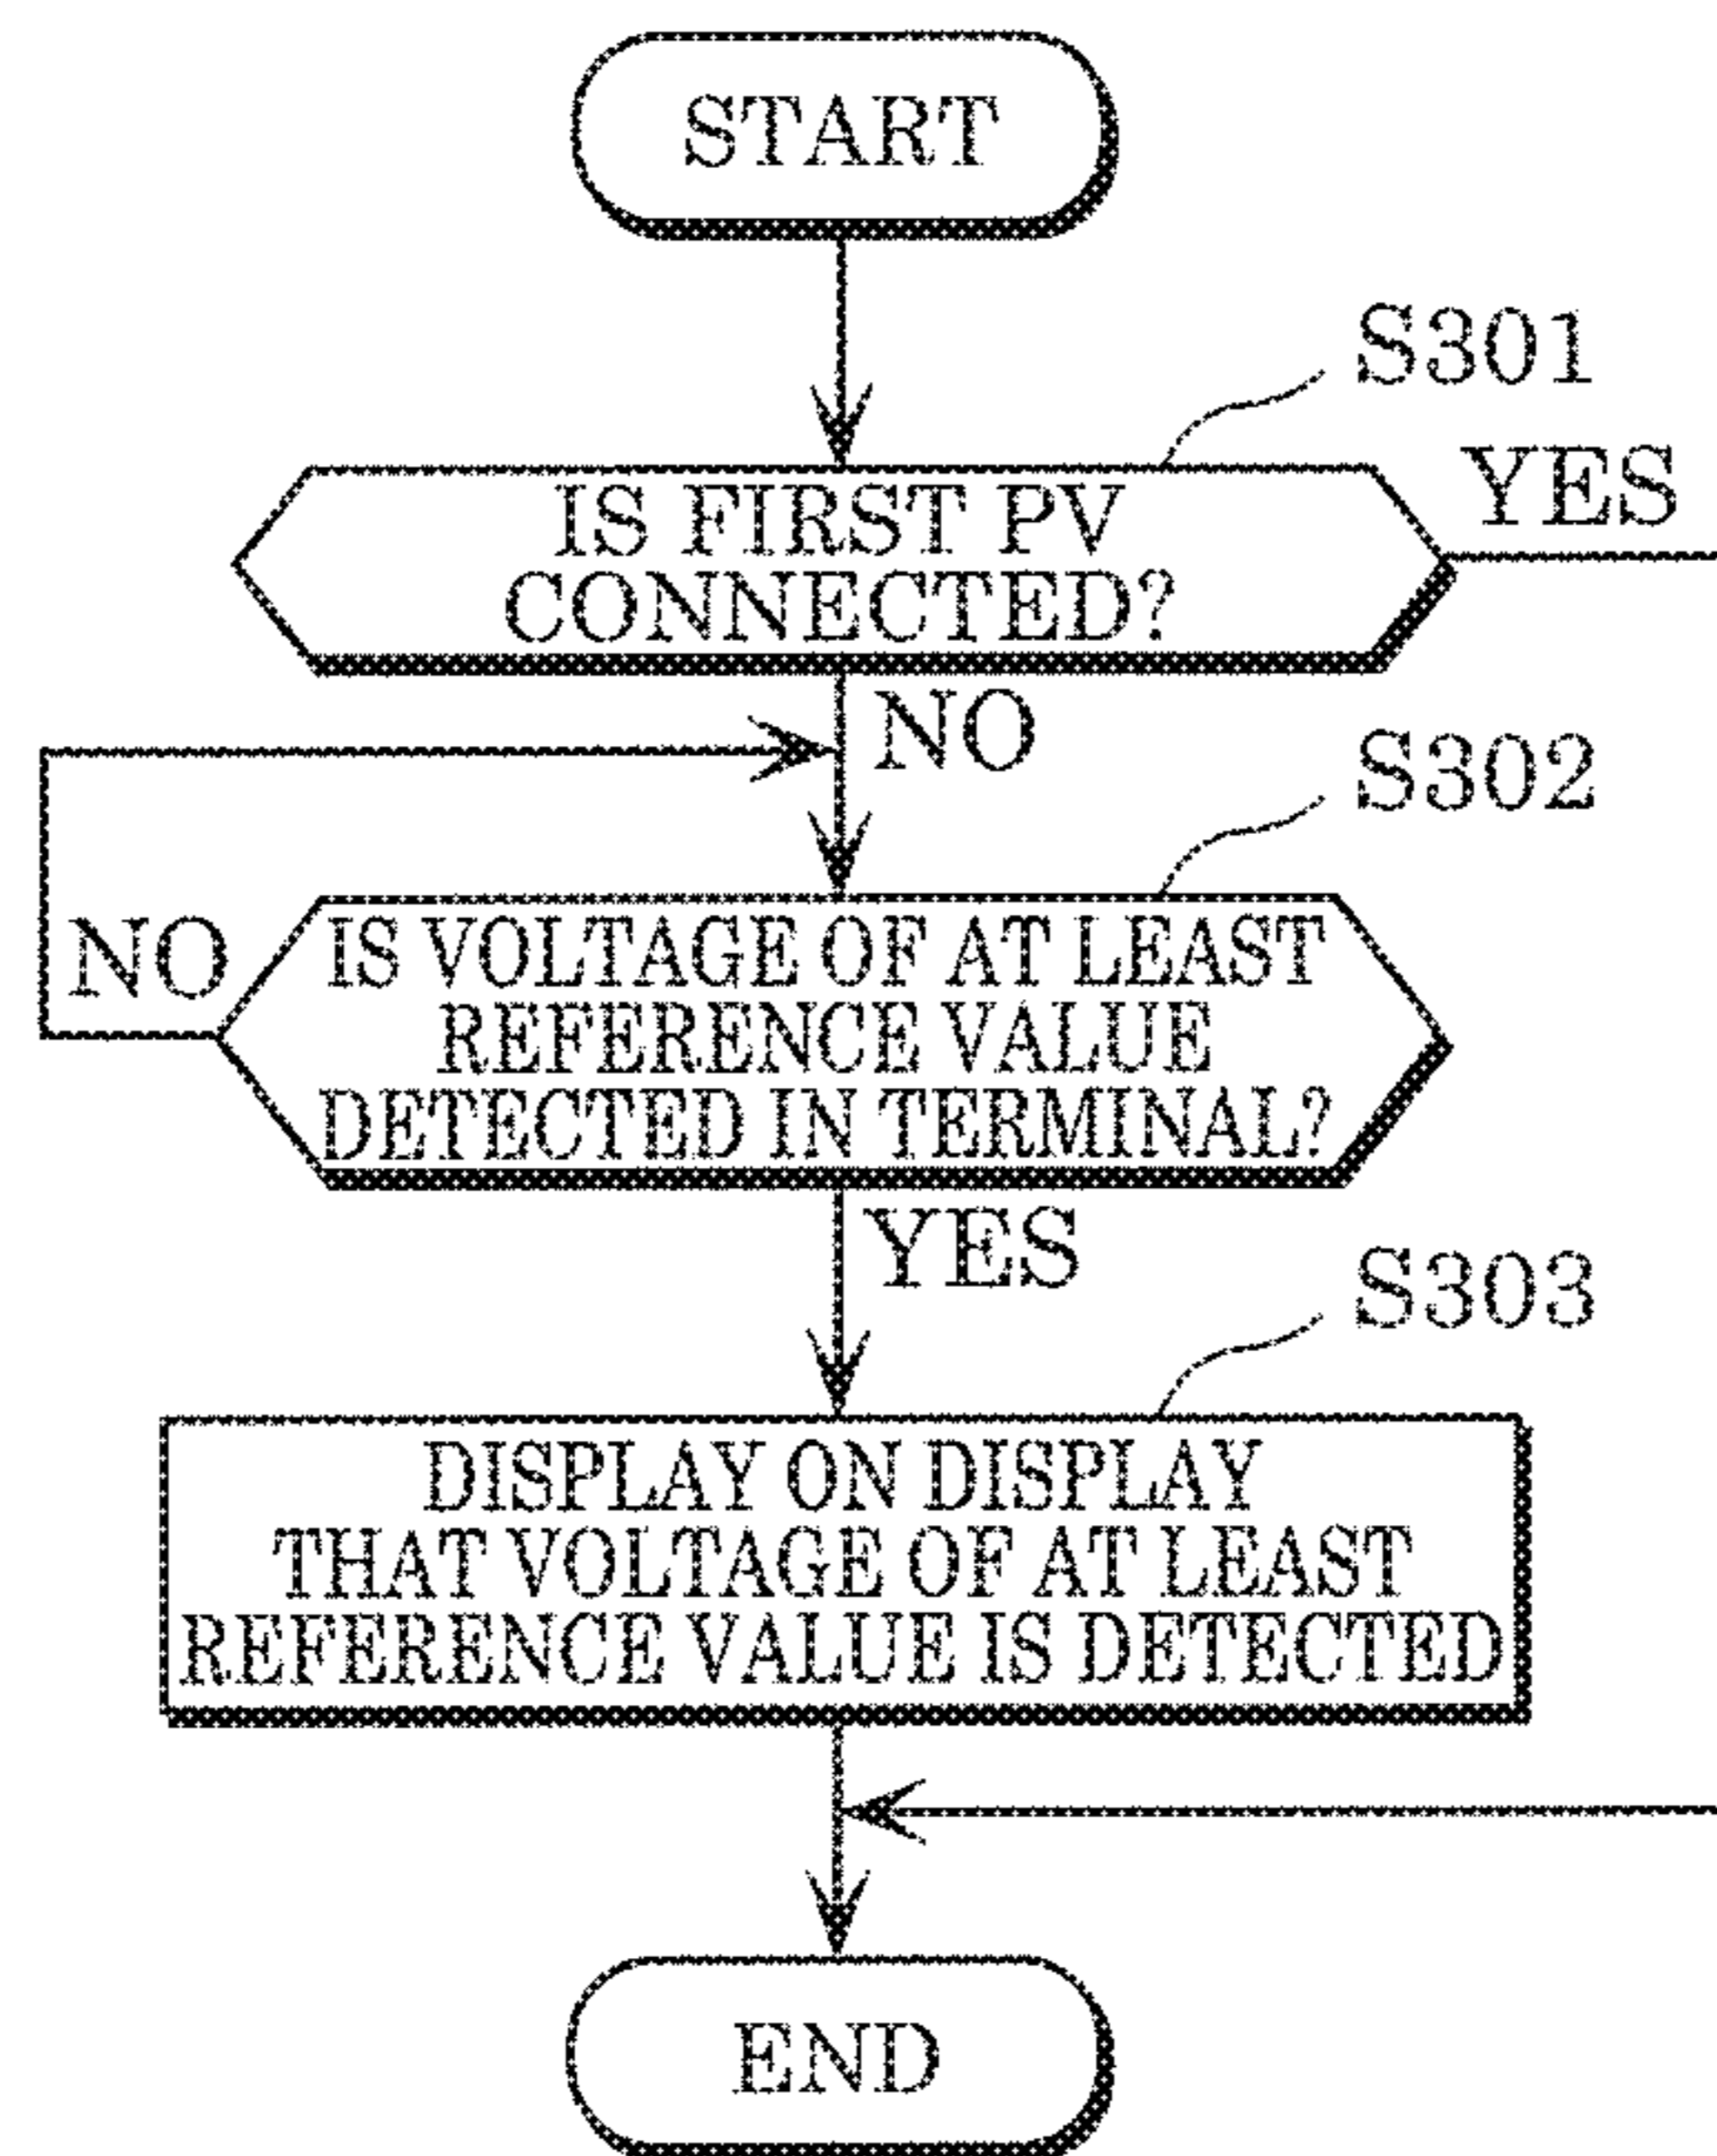 START
S301
IS FIRST PV
CONNECTED?
YES
NO
S302
NO
IS VOLTAGE OF AT LEAST
REFERENCE VALUE
DETECTED IN TERMINAL?
YES
S303
DISPLAY ON DISPLAY
THAT VOLTAGE OF AT LEAST
REFERENCE VALUE IS DETECTED
END